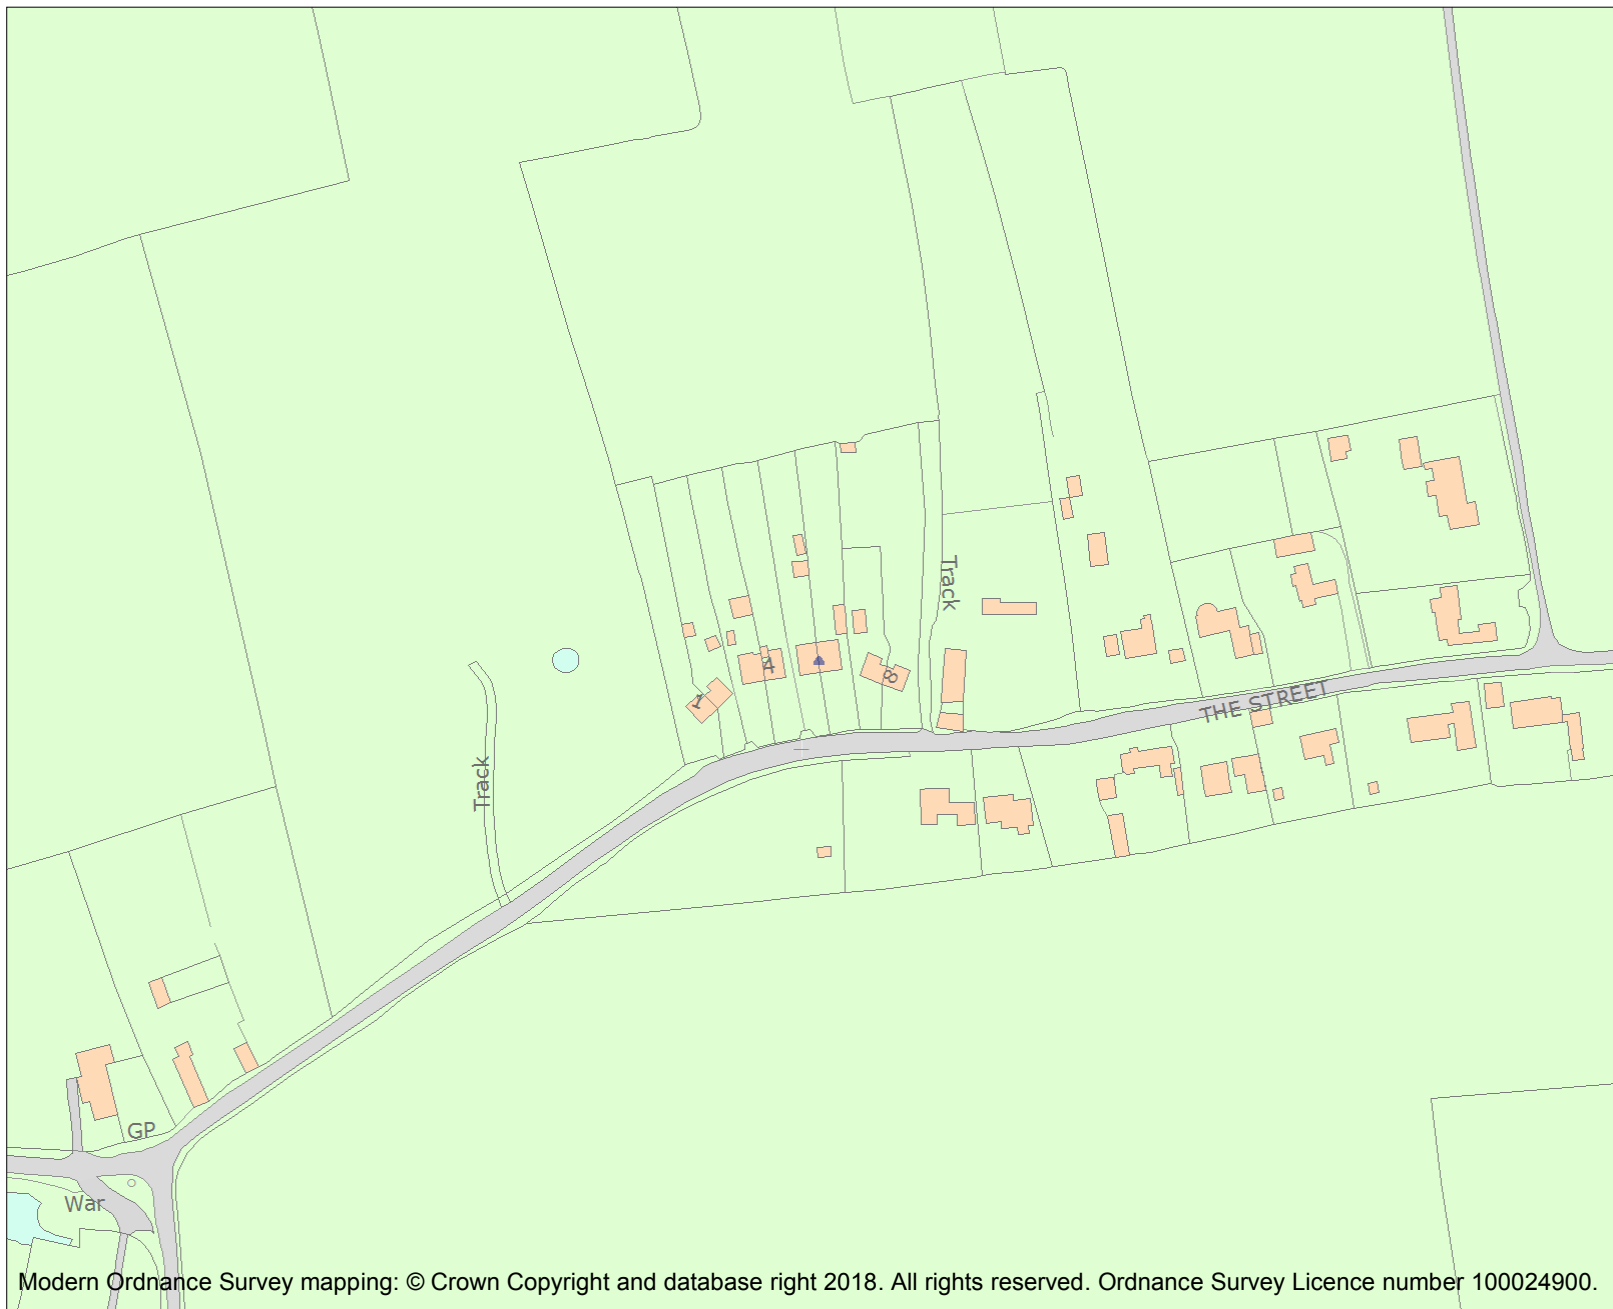 Track
THE STREET
4
8
1
Track
GP
War
Modern Ordnance Survey mapping: © Crown Copyright and database right 2018. All rights reserved. Ordnance Survey Licence number 100024900.